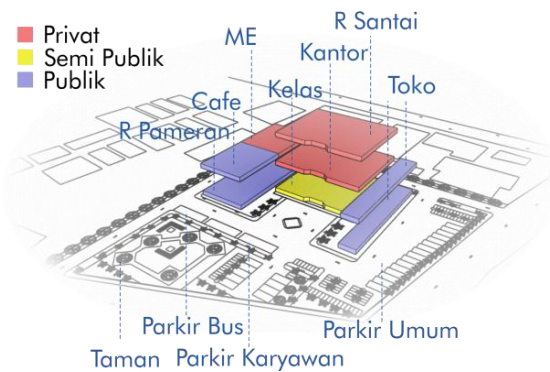 Privat
Semi Publik
Publik
R Santai
ME
Kantor
Kelas
Toko
Cafe
R Pameran
Parkir Bus
Parkir Umum
Taman
Parkir Karyawan